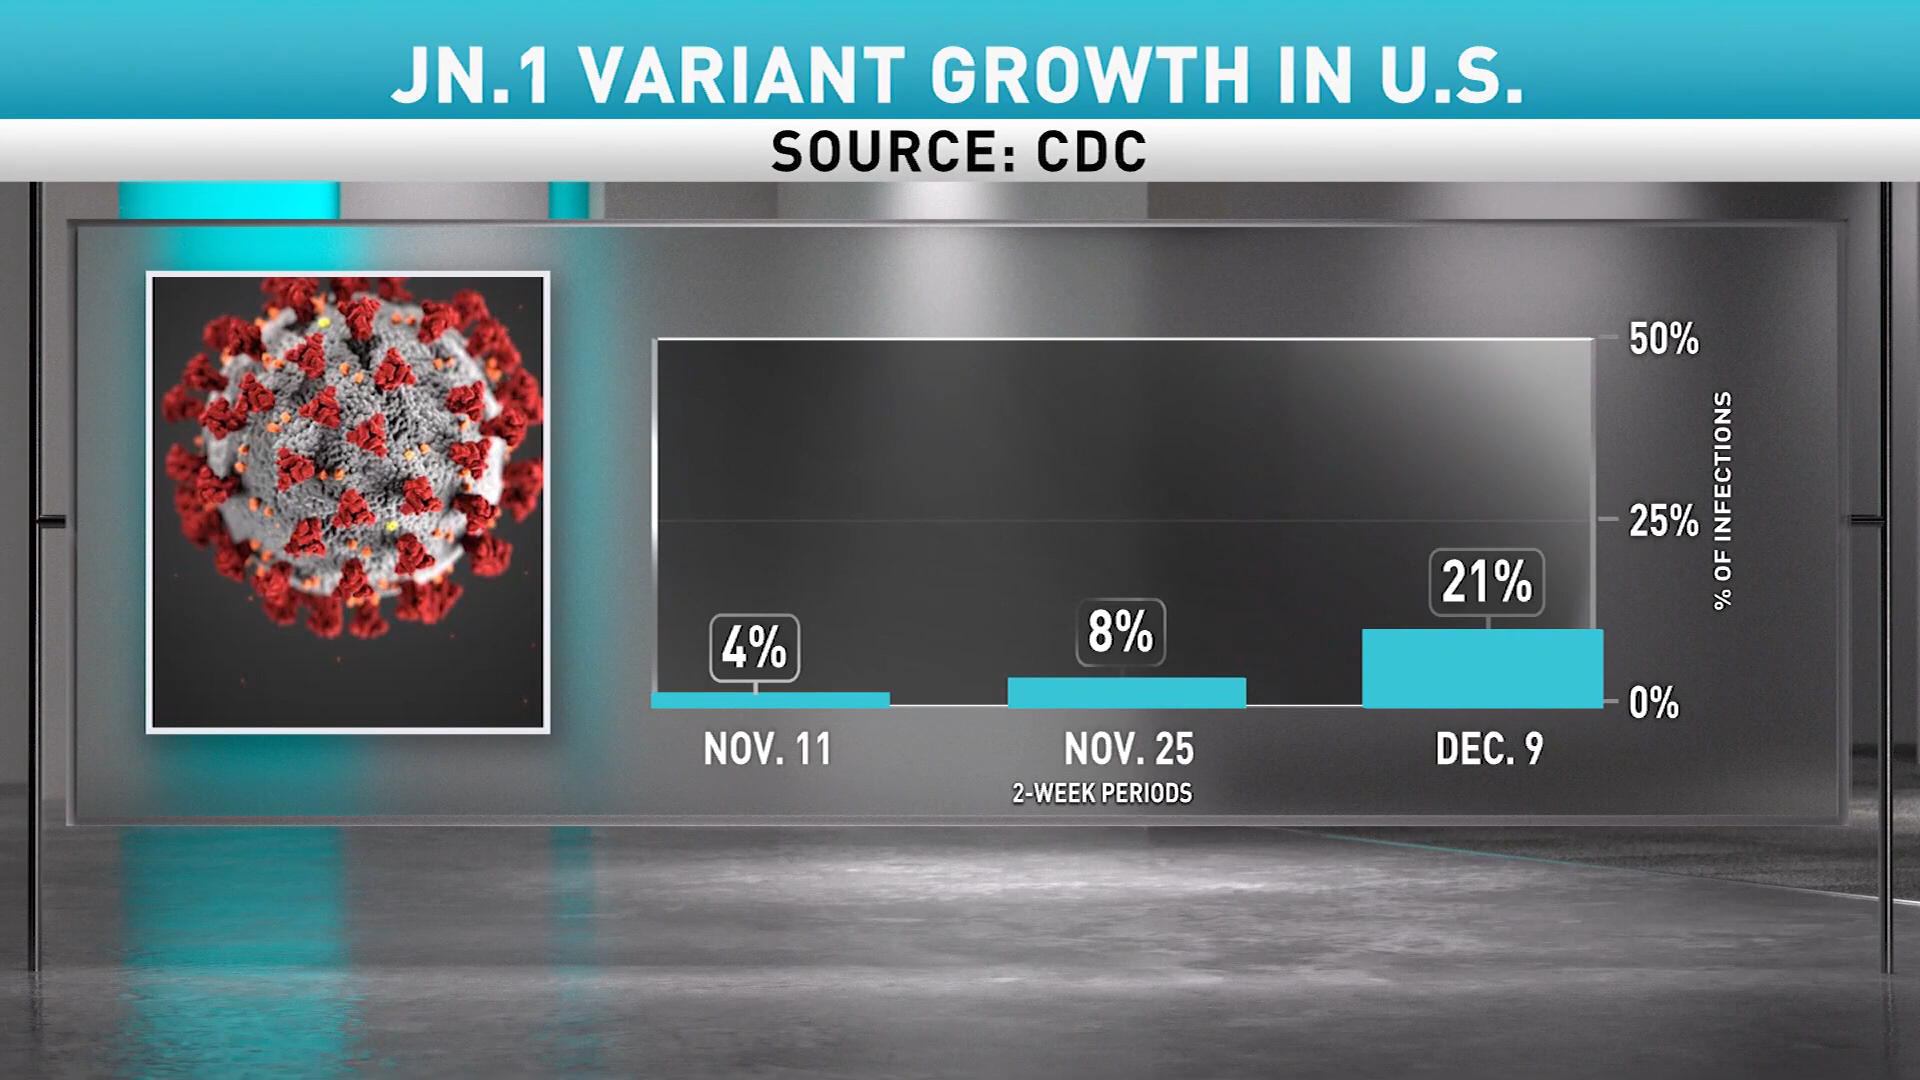 JN.1 VARIANT GROWTH IN U.S.
SOURCE: CDC
50%
25%
0%
% OF INFECTIONS
4%
8%
21%
NOV. 11
NOV. 25
DEC. 9
2-WEEK PERIODS